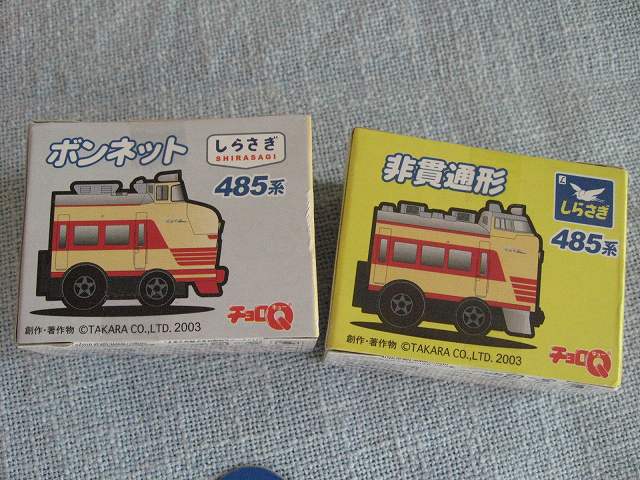 ボンネット
しらさぎ
SHIRASAGI
485系
チョロQ
創作・著作物 ©TAKARA CO.,LTD. 2003
非貫通形
しらさぎ
485系
創作・著作物 ©TAKARA CO.,LTD. 2003
チョロQ